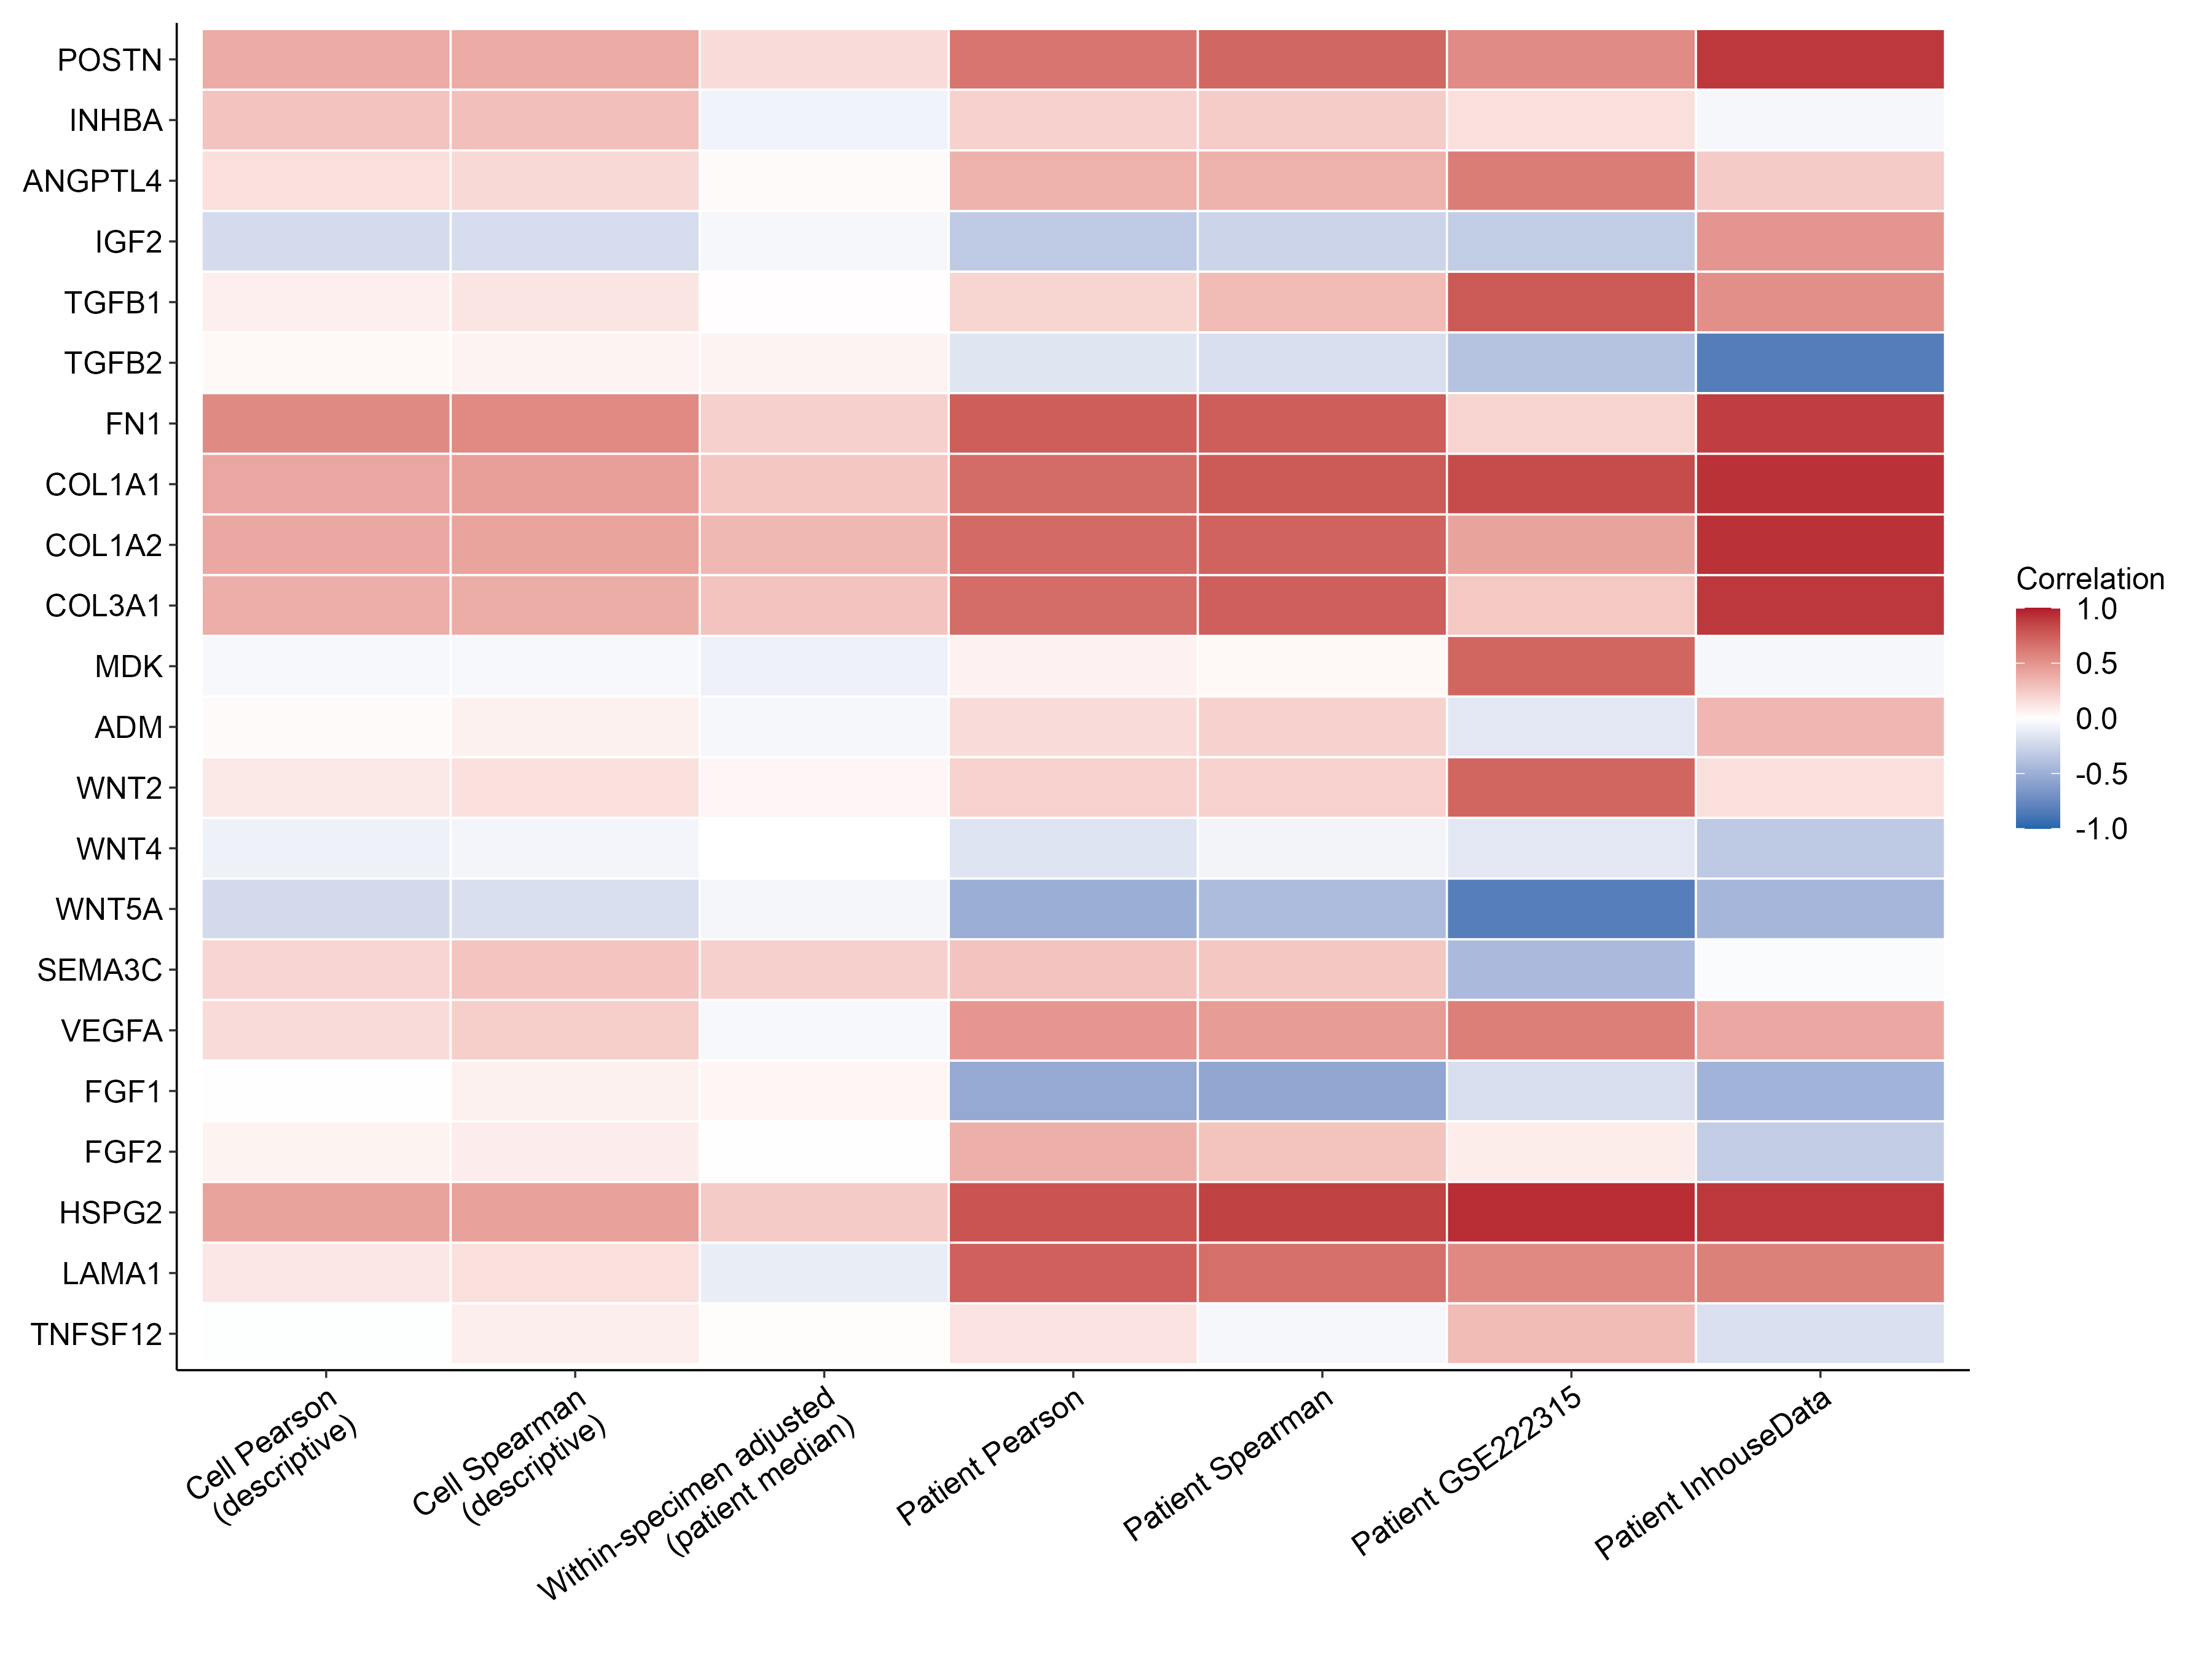 POSTN
INHBA
ANGPTL4
IGF2
TGFB1
TGFB2
FN1
COL1A1
COL1A2
COL3A1
MDK
ADM
WNT2
WNT4
WNT5A
SEMA3C
VEGFA
FGF1
FGF2
HSPG2
LAMA1
TNFSF12
Cell Pearson
(descriptive)
Cell Spearman
(descriptive)
Within-specimen adjusted
(patient median)
Patient Pearson
Patient Spearman
Patient GSE222315
Patient InhouseData
Correlation
1.0
0.5
0.0
-0.5
-1.0